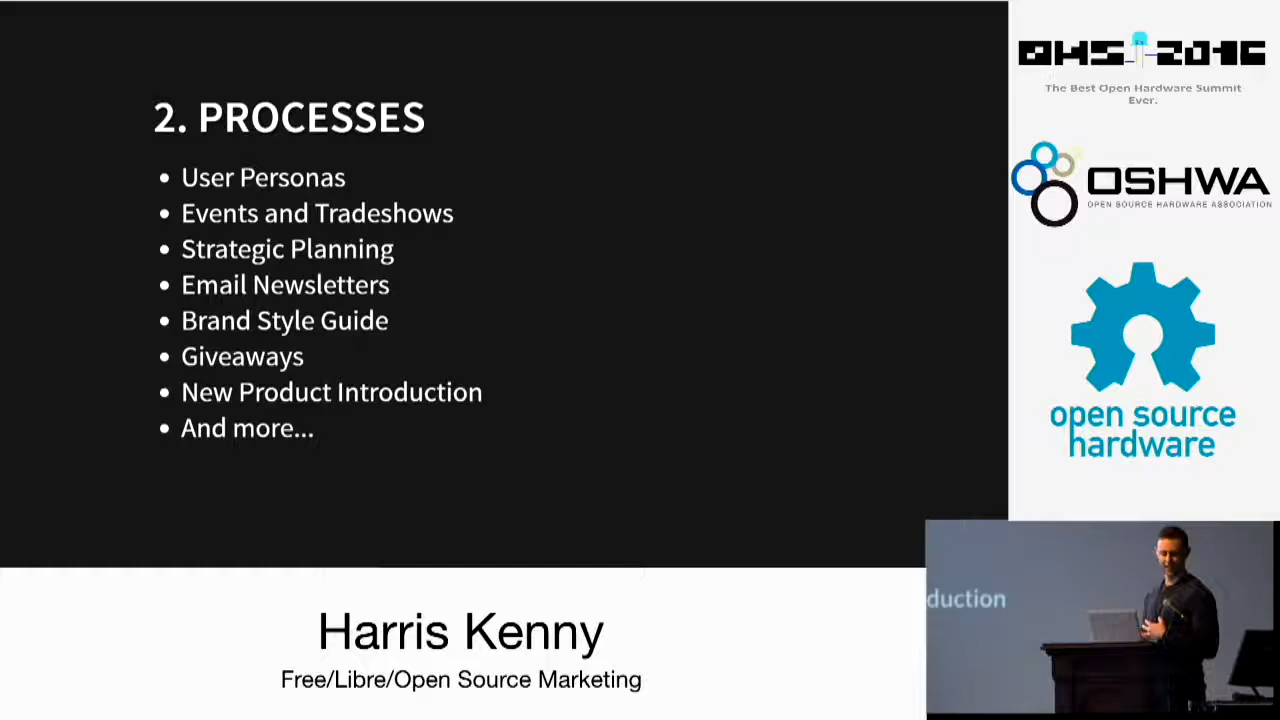 2. PROCESSES
• User Personas
• Events and Tradeshows
• Strategic Planning
• Email Newsletters
• Brand Style Guide
• Giveaways
• New Product Introduction
• And more...
Harris Kenny
Free/Libre/Open Source Marketing
OHS 2016
The Best Open Hardware Summit
Ever.
OSHWA
OPEN SOURCE HARDWARE ASSOCIATION
open source
hardware
duction